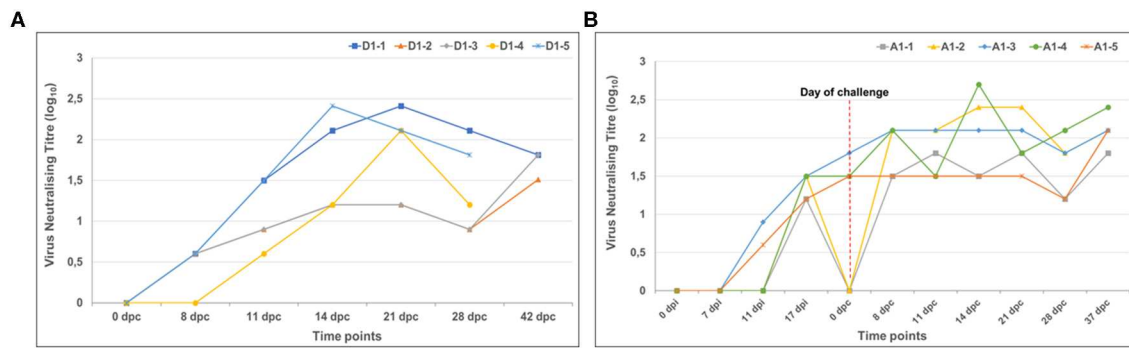 A
D1-1 D1-2 D1-3 D1-4 D1-5
Virus Neutralising Titre (log10)
3
2,5
2
1,5
1
0,5
0
0 dpc 8 dpc 11 dpc 14 dpc 21 dpc 28 dpc 42 dpc
Time points
B
A1-1 A1-2 A1-3 A1-4 A1-5
Virus Neutralising Titre (log10)
3
2,5
2
1,5
1
0,5
0
Day of challenge
0 dpi 7 dpi 11 dpi 17 dpi 0 dpc 8 dpc 11 dpc 14 dpc 21 dpc 28 dpc 37 dpc
Time points